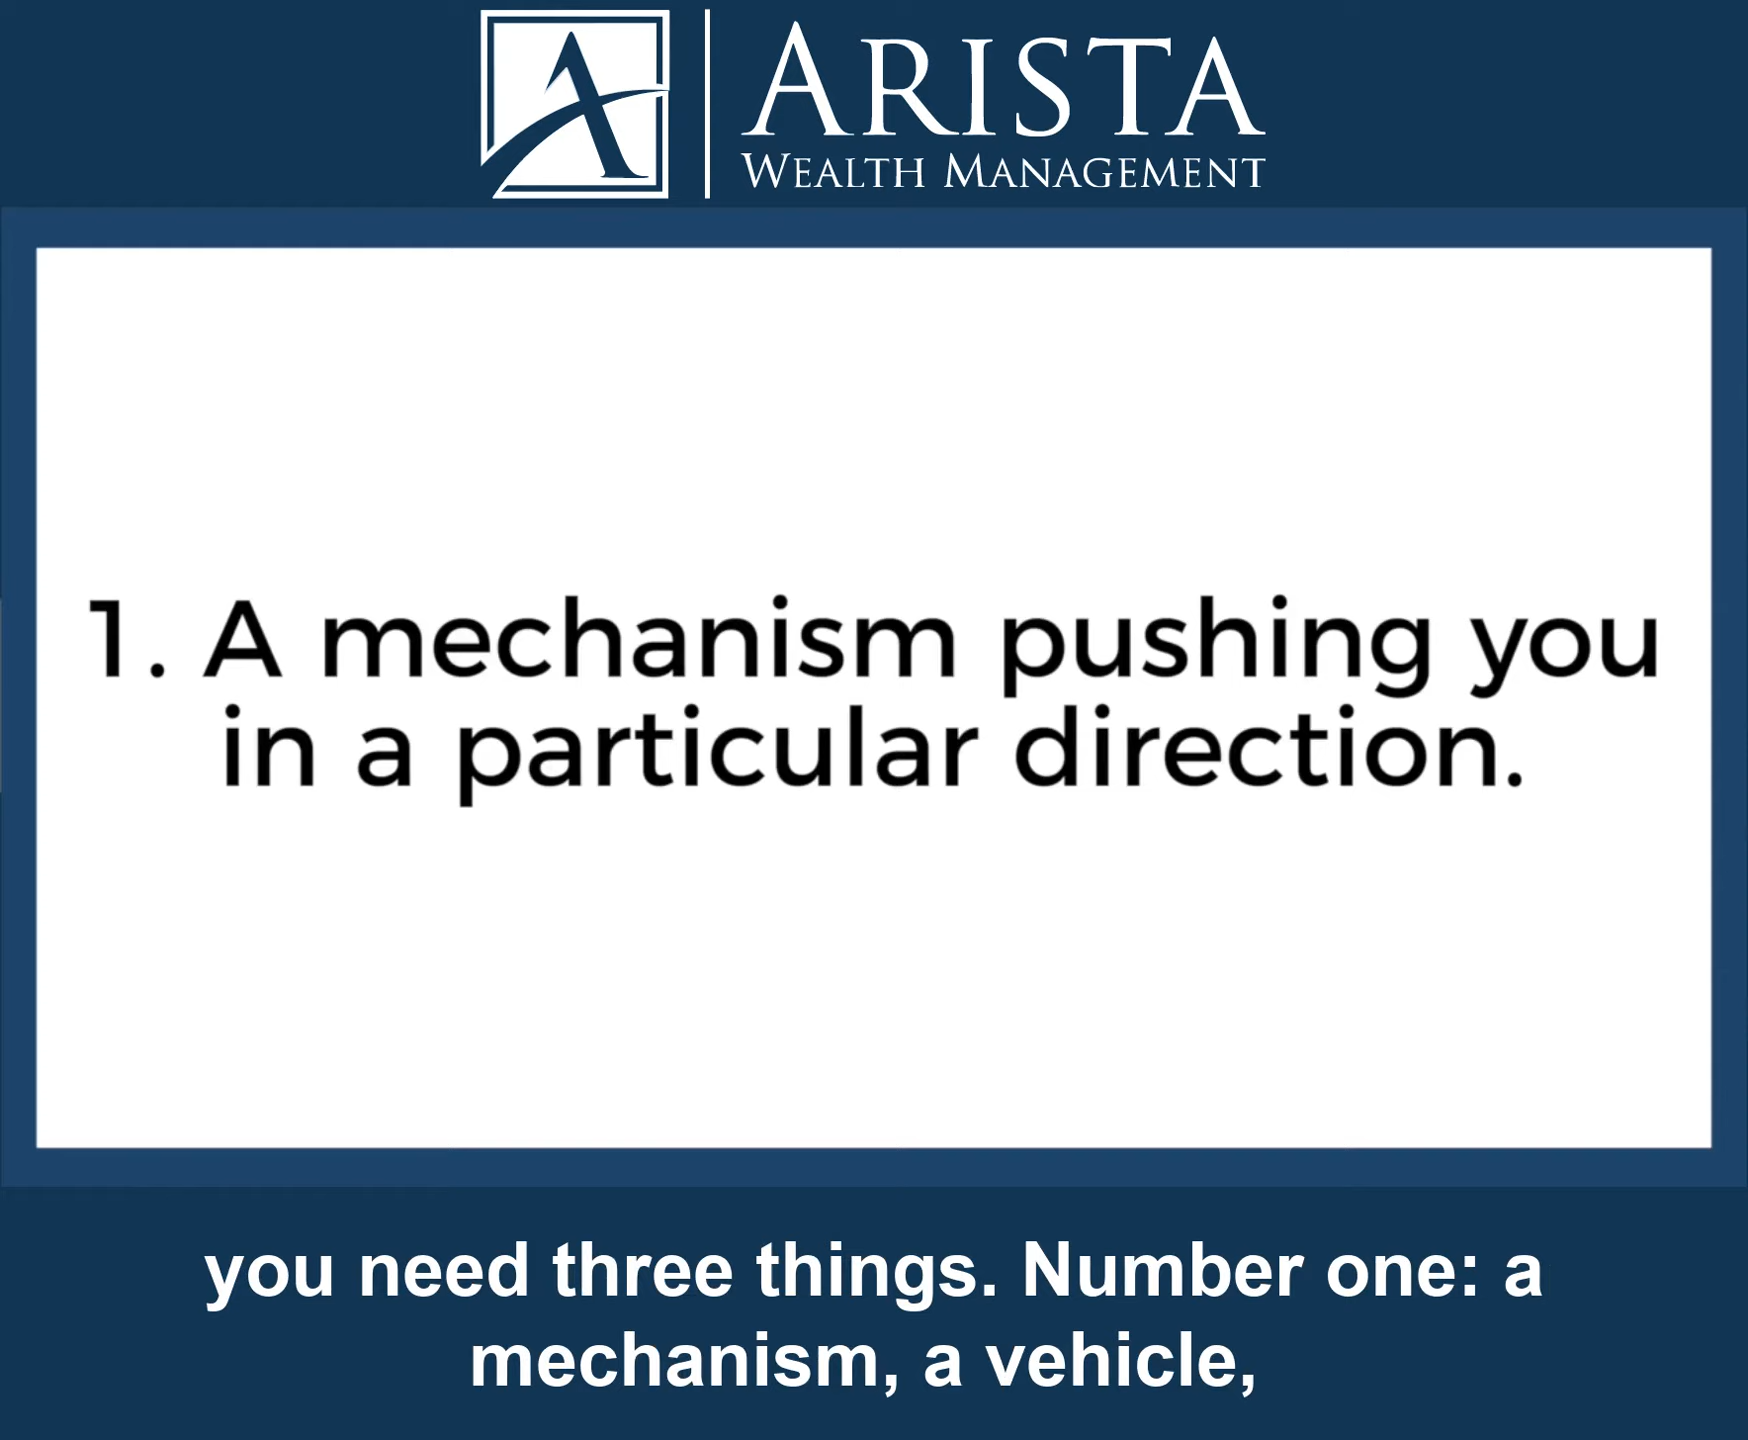 ARISTA
WEALTH MANAGEMENT
1. A mechanism pushing you
in a particular direction.
you need three things. Number one: a
mechanism, a vehicle,